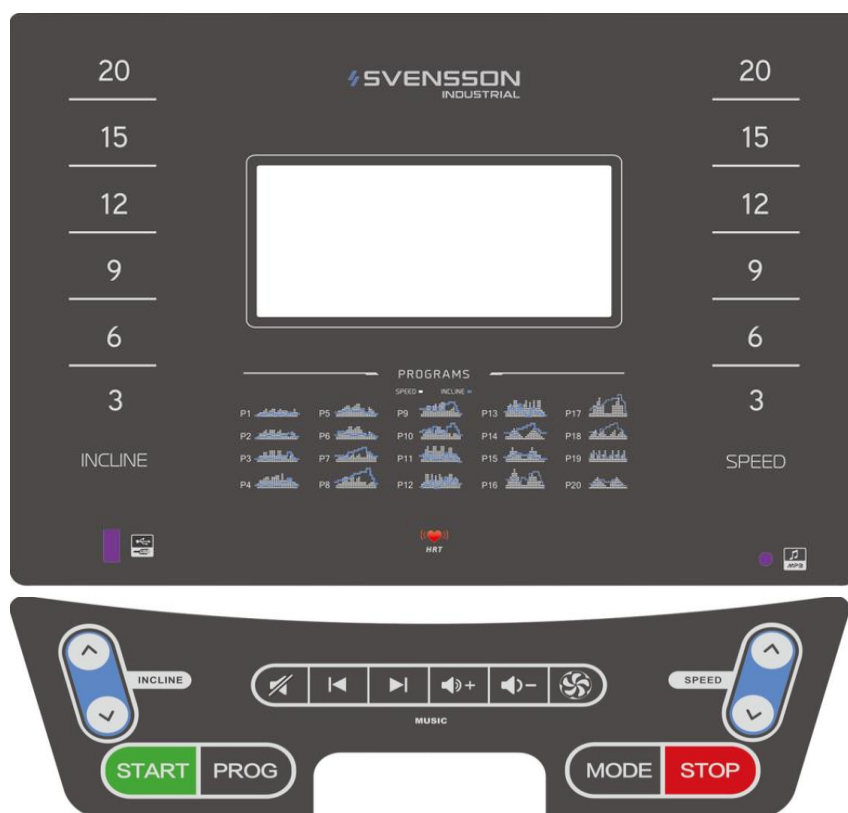 SVENSSON
INDUSTRIAL
20
15
12
9
6
3
INCLINE
20
15
12
9
6
3
SPEED
PROGRAMS
SPEED INCLINE
P1 P5 P9 P13 P17
P2 P6 P10 P14 P18
P3 P7 P11 P15 P19
P4 P8 P12 P16 P20
HRT
MP3
INCLINE
SPEED
+ −
MUSIC
START PROG
MODE STOP